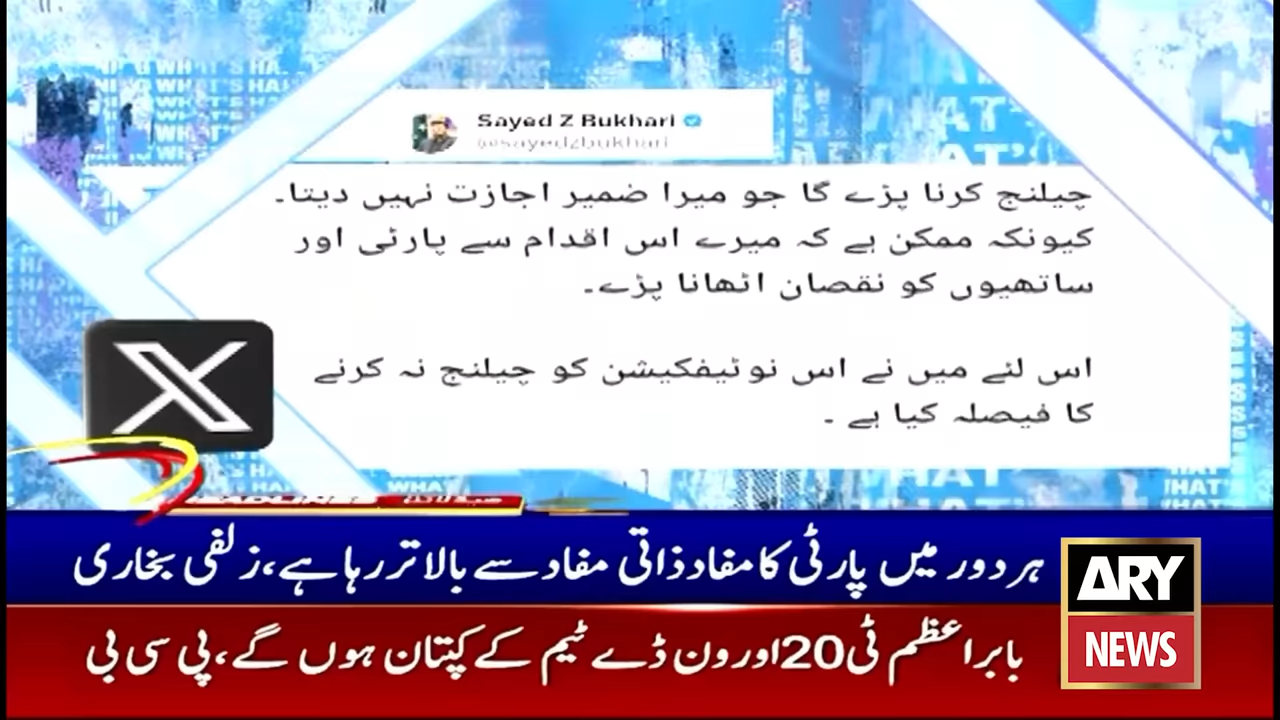 Sayed Z Bukhari
@sayedzbukhari
چیلنج کرنا پڑے گا جو میرا ضمیر اجازت نہیں دیتا۔
کیونکہ ممکن ہے کہ میرے اس اقدام سے پارٹی اور
ساتھیوں کو نقصان اٹھانا پڑے۔
اس لئے میں نے اس نوٹیفکیشن کو چیلنج نہ کرنے
کا فیصلہ کیا ہے ۔
ہر دور میں پارٹی کا مفاد ذاتی مفاد سے بالاتر رہا ہے، زلفی بخاری
بابر اعظم ٹی 20 اور ون ڈے ٹیم کے کپتان ہوں گے، پی سی بی
ARY
NEWS